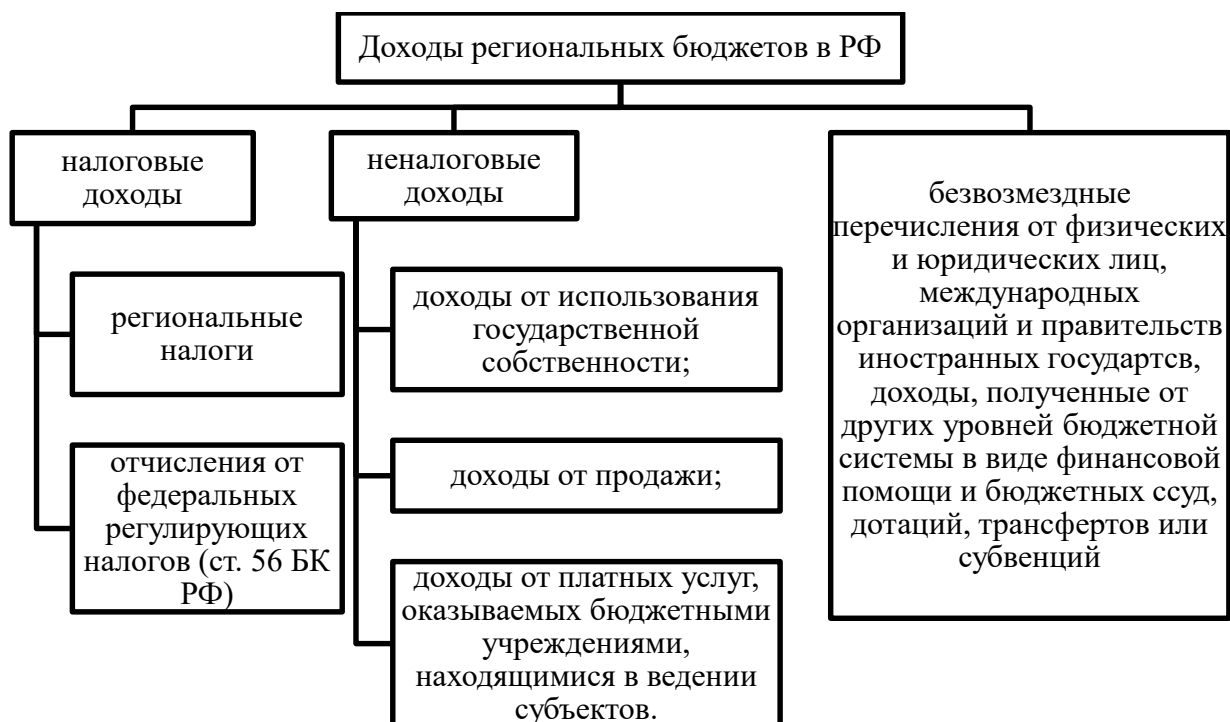 Доходы региональных бюджетов в РФ
налоговые
доходы
региональные
налоги
отчисления от
федеральных
регулирующих
налогов (ст. 56 БК
РФ)
неналоговые
доходы
доходы от использования
государственной
собственности;
доходы от продажи;
доходы от платных услуг,
оказываемых бюджетными
учреждениями,
находящимися в ведении
субъектов.
безвозмездные
перечисления от физических
и юридических лиц,
международных
организаций и правительств
иностранных государтсв,
доходы, полученные от
других уровней бюджетной
системы в виде финансовой
помощи и бюджетных ссуд,
дотаций, трансфертов или
субвенций